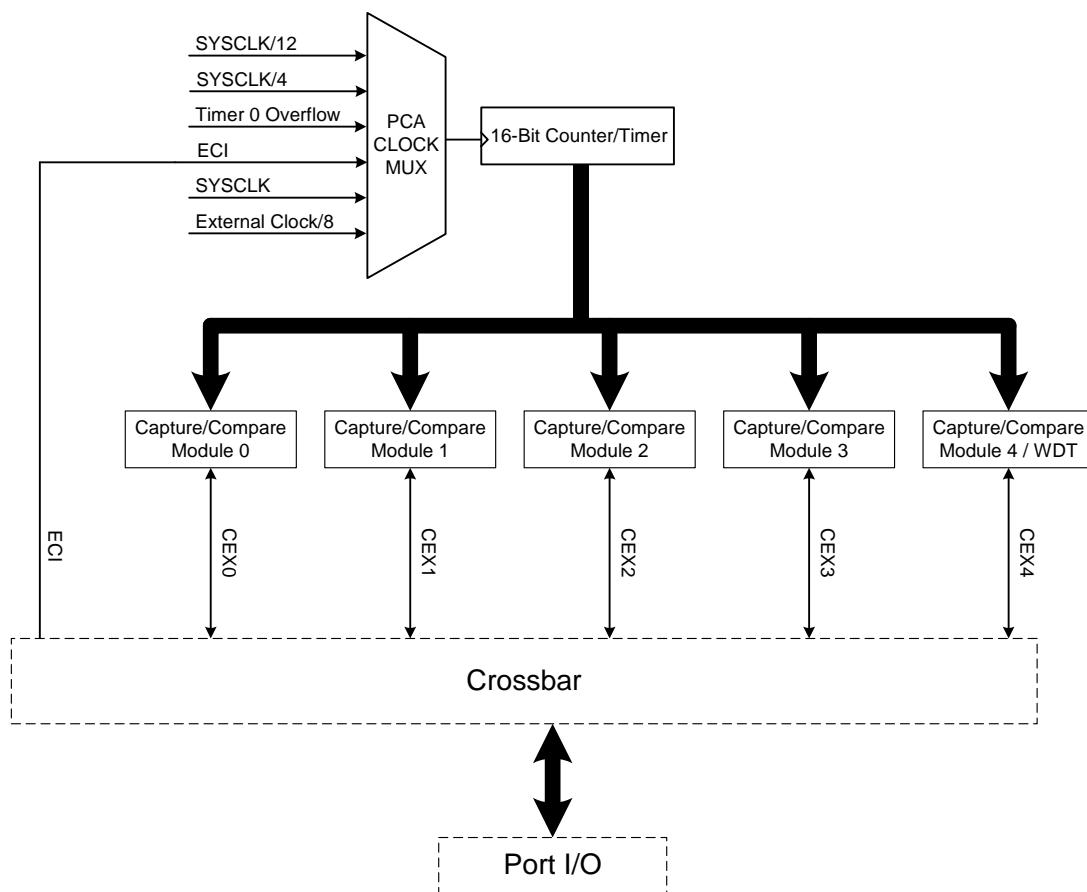 SYSCLK/12
SYSCLK/4
Timer 0 Overflow
ECI
SYSCLK
External Clock/8
PCA
CLOCK
MUX
16-Bit Counter/Timer
Capture/Compare
Module 0
Capture/Compare
Module 1
Capture/Compare
Module 2
Capture/Compare
Module 3
Capture/Compare
Module 4 / WDT
ECI
CEX0
CEX1
CEX2
CEX3
CEX4
Crossbar
Port I/O